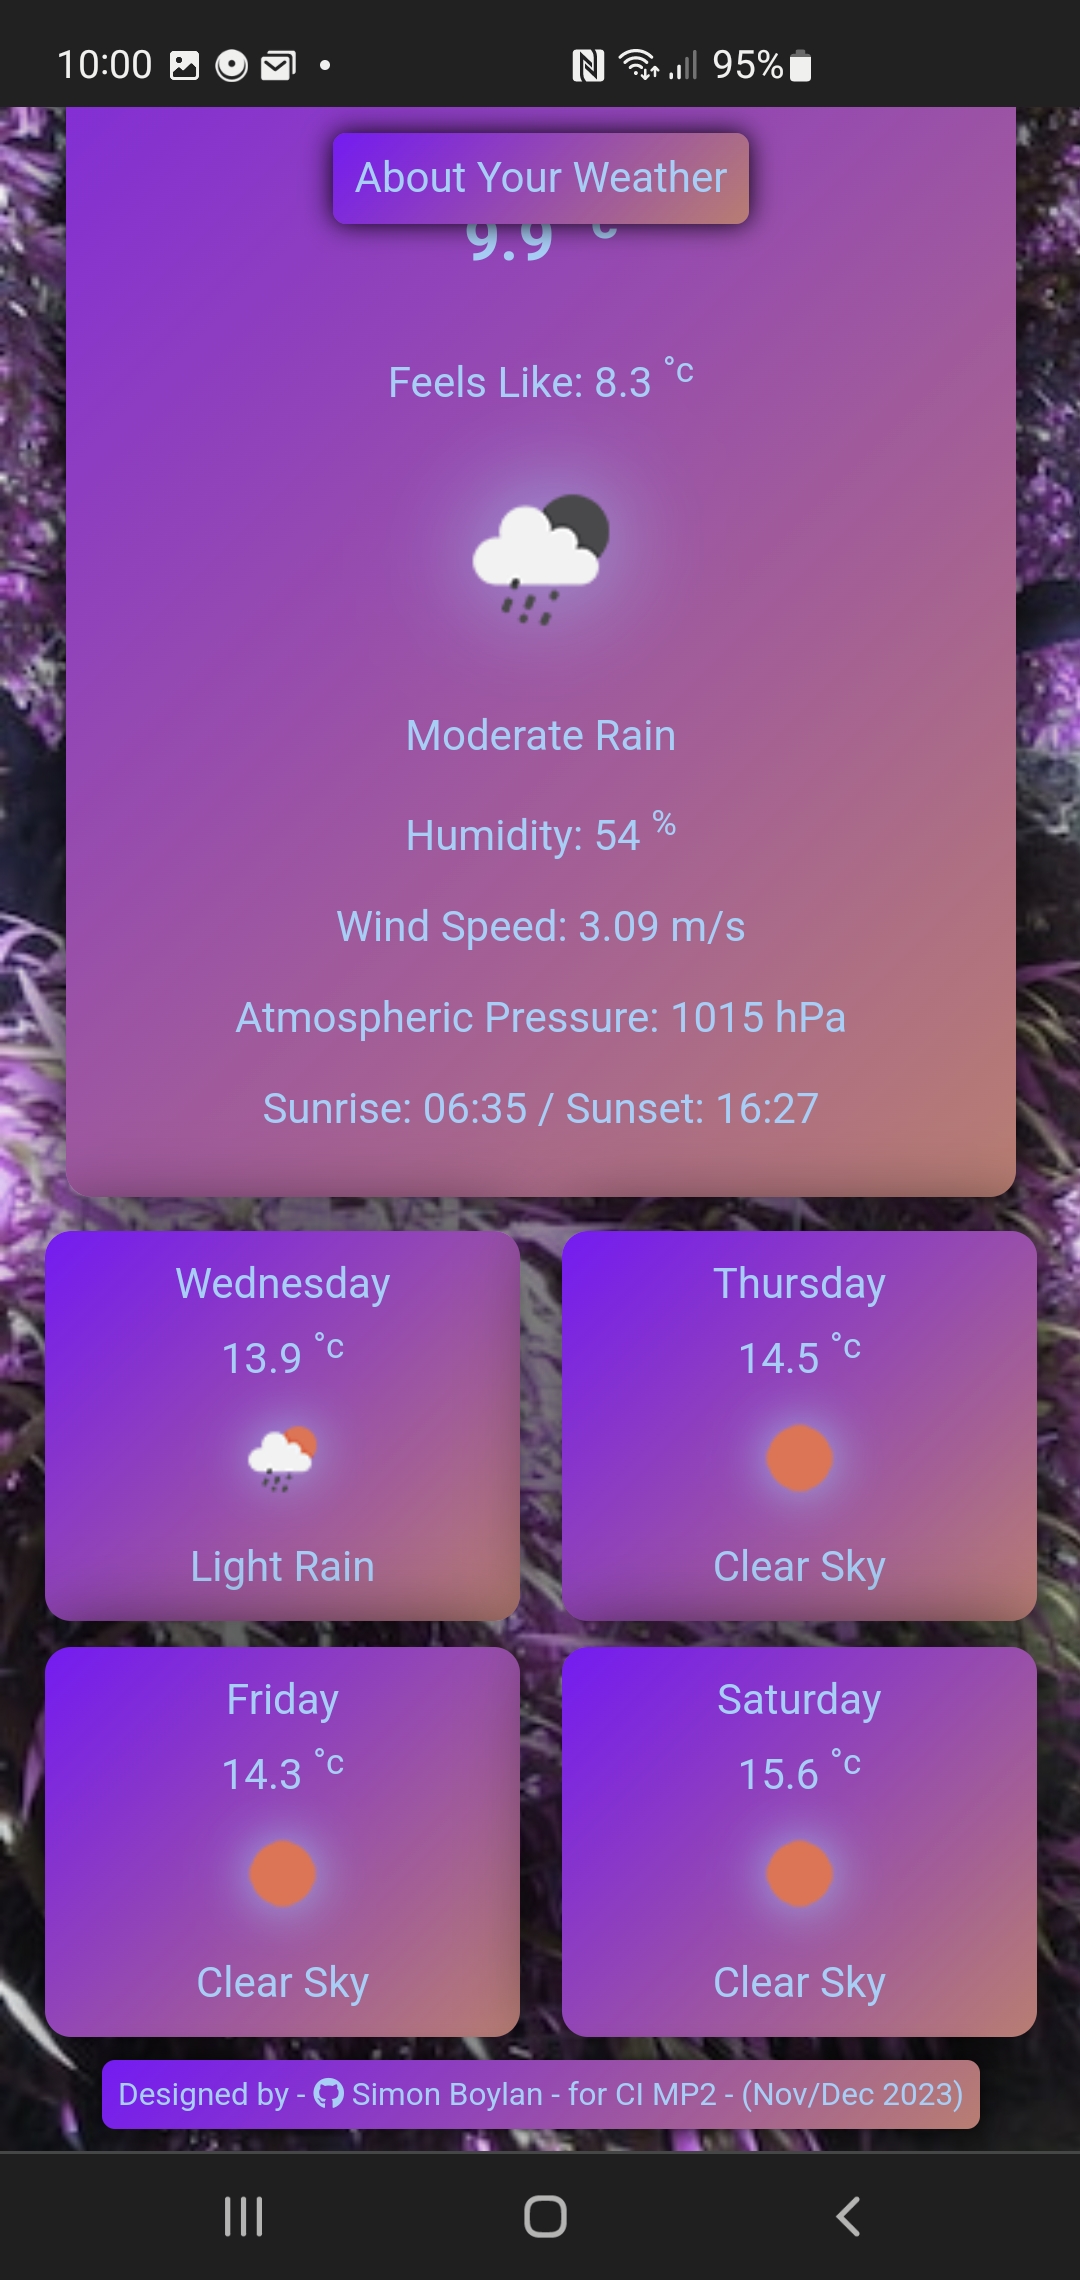 10:00 95%
About Your Weather
9.9 °c
Feels Like: 8.3 °c
Moderate Rain
Humidity: 54 %
Wind Speed: 3.09 m/s
Atmospheric Pressure: 1015 hPa
Sunrise: 06:35 / Sunset: 16:27
Wednesday
13.9 °c
Light Rain
Thursday
14.5 °c
Clear Sky
Friday
14.3 °c
Clear Sky
Saturday
15.6 °c
Clear Sky
Designed by - Simon Boylan - for CI MP2 - (Nov/Dec 2023)